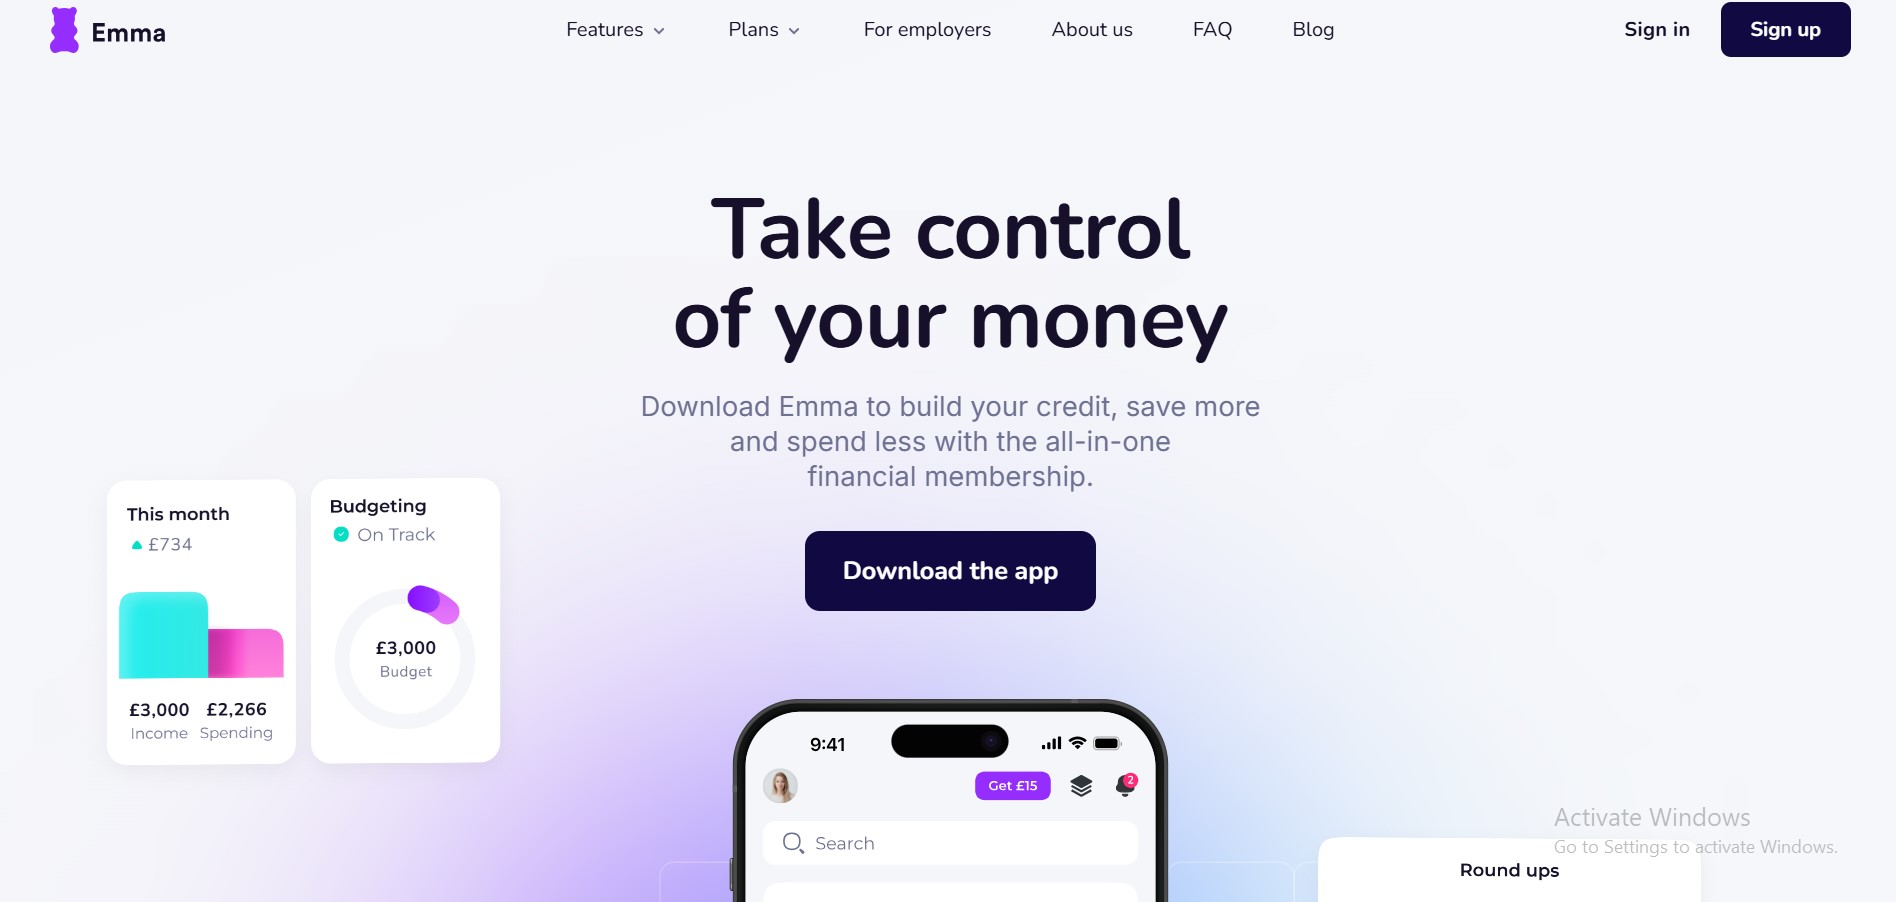 Emma
Features
Plans
For employers
About us
FAQ
Blog
Sign in
Sign up
Take control
of your money
Download Emma to build your credit, save more
and spend less with the all-in-one
financial membership.
Download the app
This month
£734
£3,000 £2,266
Income Spending
Budgeting
On Track
£3,000
Budget
9:41
Get £15
2
Search
Round ups
Activate Windows
Go to Settings to activate Windows.